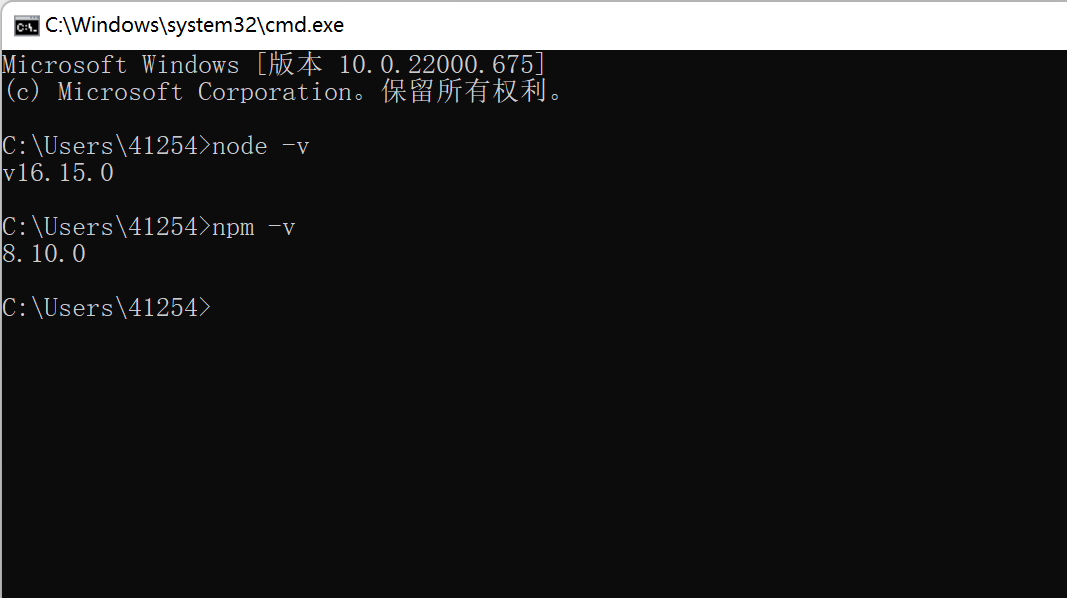 C:\Windows\system32\cmd.exe
Microsoft Windows [版本 10.0.22000.675]
(c) Microsoft Corporation。保留所有权利。
C:\Users\41254>node -v
v16.15.0
C:\Users\41254>npm -v
8.10.0
C:\Users\41254>